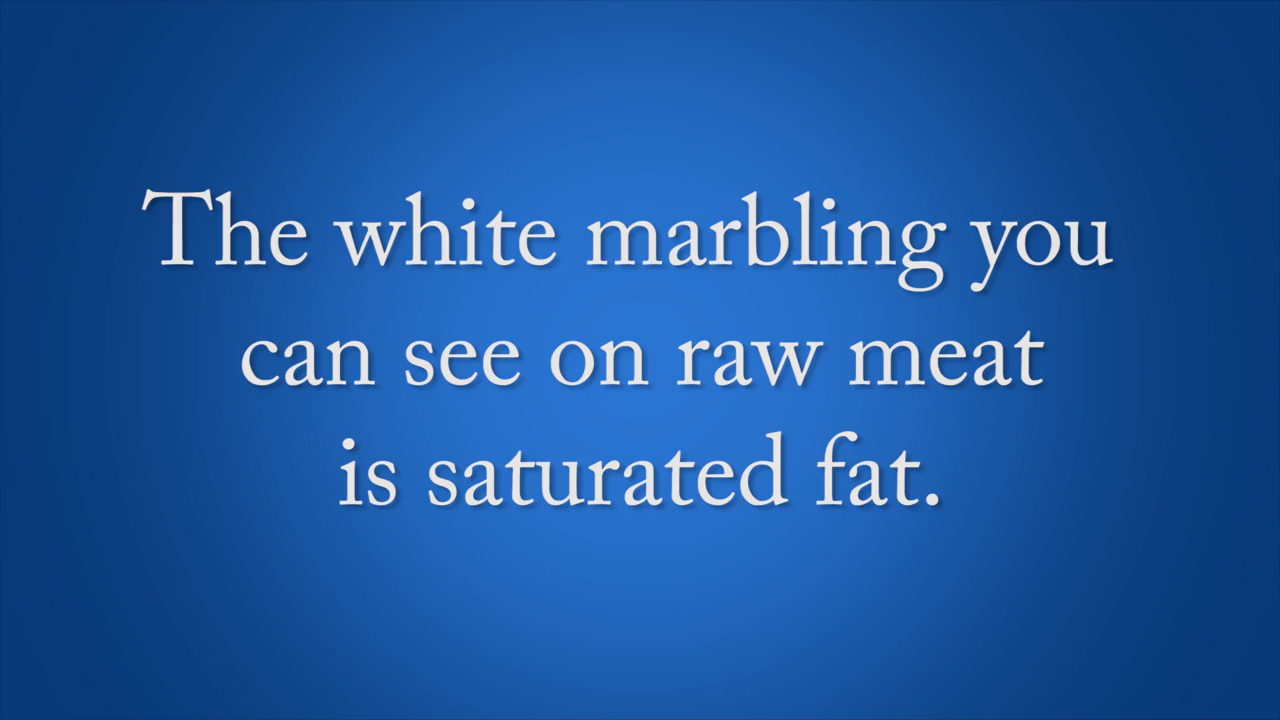 The white marbling you
can see on raw meat
is saturated fat.